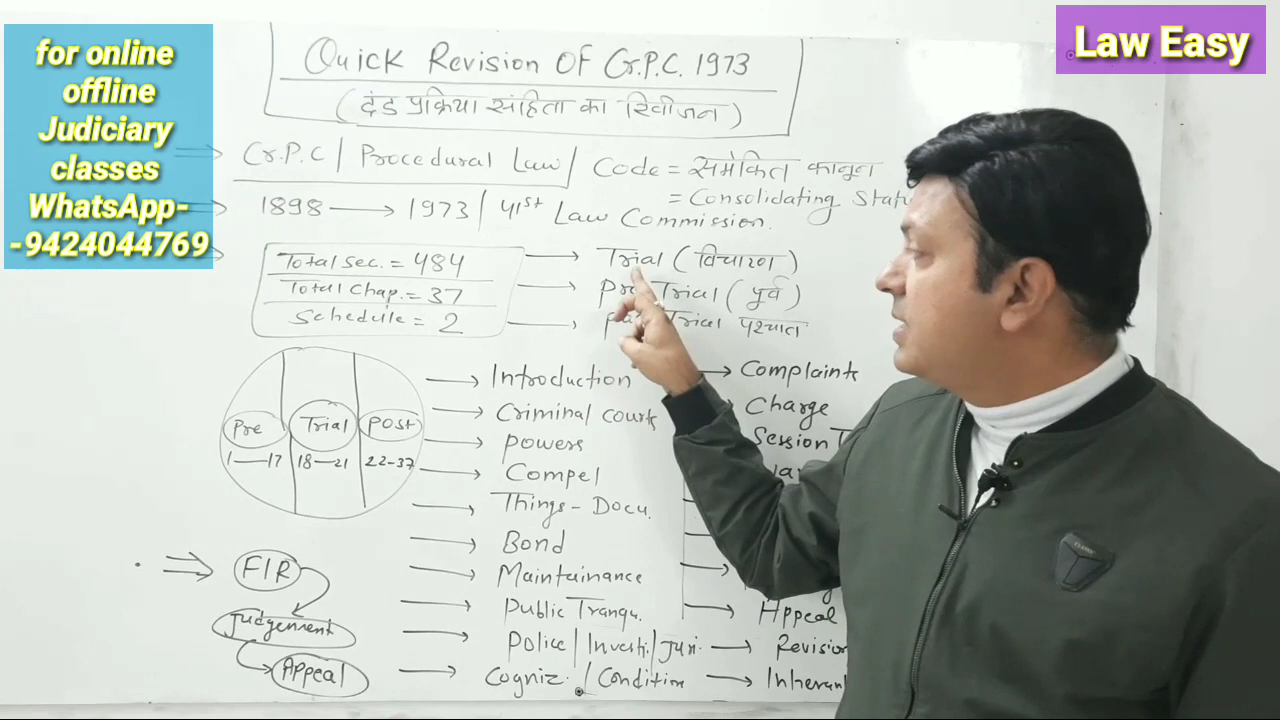 for online
offline
Judiciary
classes
WhatsApp-
-9424044769
Law Easy
Quick Revision Of Cr.P.C. 1973
(दंड प्रक्रिया संहिता का रिवीजन)
⇒ Cr.P.C | Procedural Law | Code = समेकित कानून
= Consolidating Statu
1898 → 1973 | 41st Law Commission.
Total Sec. = 484 → Trial (विचारण)
Total Chap. = 37 → Pre Trial (पूर्व)
Schedule = 2 → Trial पश्चात
Pre Trial Post
1—17 18—21 22-37
→ Introduction → Complaints
→ Criminal courts Charge
→ Powers Session T
→ Compel
→ Things - Docu.
→ Bond
→ Maintainance →
→ Public Tranqu. → Appeal
→ Police / Investi. / Juri. → Revision
→ Cogniz. / Condition → Inheran
⇒ FIR
Judgement
Appeal